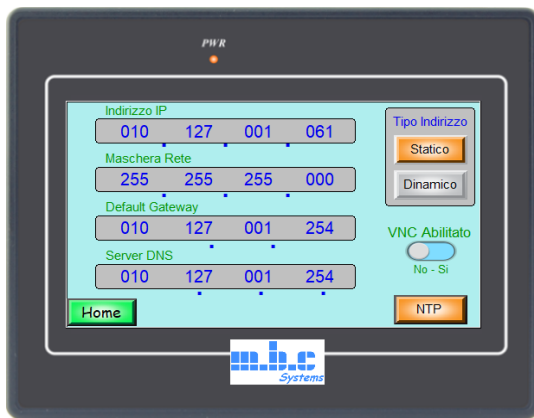 PWR
Indirizzo IP
010 127 001 061
Maschera Rete
255 255 255 000
Default Gateway
010 127 001 254
Server DNS
010 127 001 254
Tipo Indirizzo
Statico
Dinamico
VNC Abilitato
No - Si
Home
NTP
m.b.c
Systems